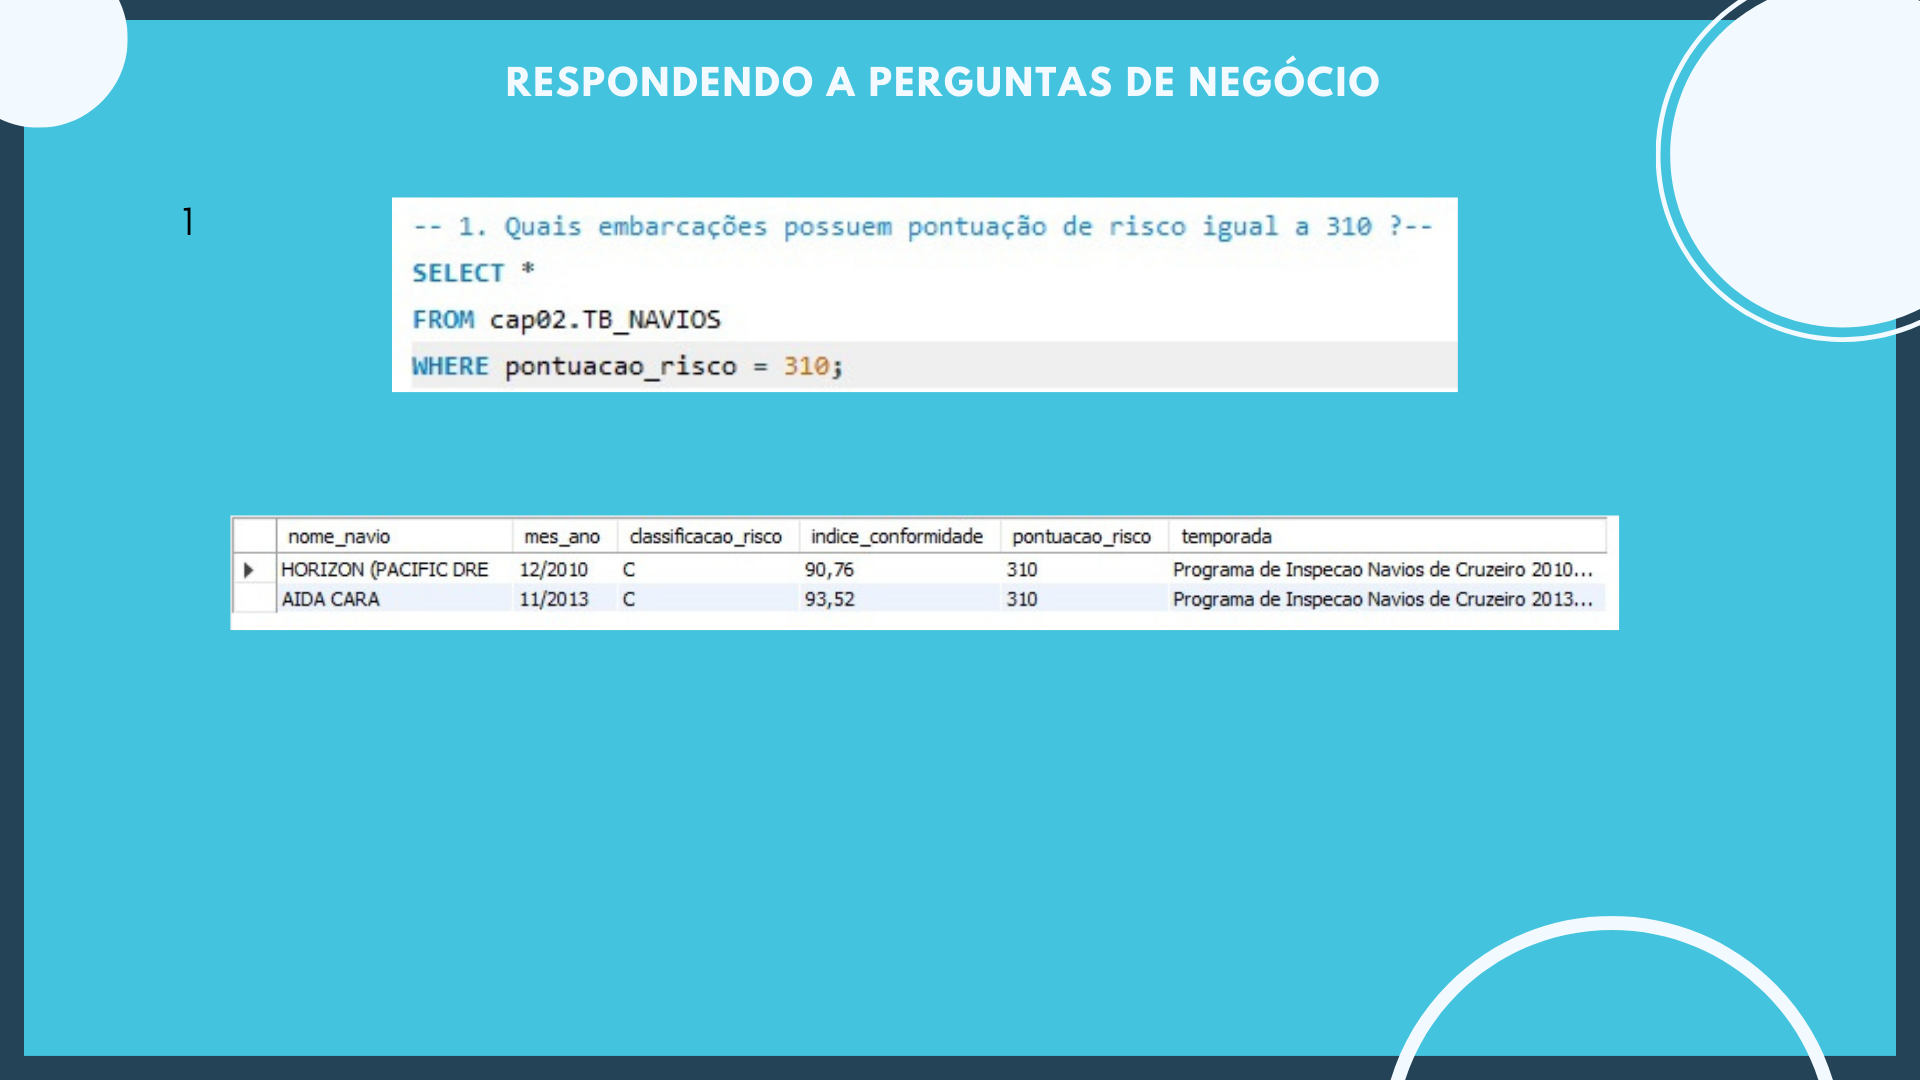 RESPONDENDO A PERGUNTAS DE NEGÓCIO
1
-- 1. Quais embarcações possuem pontuação de risco igual a 310 ?--
SELECT *
FROM cap02.TB_NAVIOS
WHERE pontuacao_risco = 310;
nome_navio mes_ano classificacao_risco indice_conformidade pontuacao_risco temporada
HORIZON (PACIFIC DRE 12/2010 C 90,76 310 Programa de Inspecao Navios de Cruzeiro 2010...
AIDA CARA 11/2013 C 93,52 310 Programa de Inspecao Navios de Cruzeiro 2013...